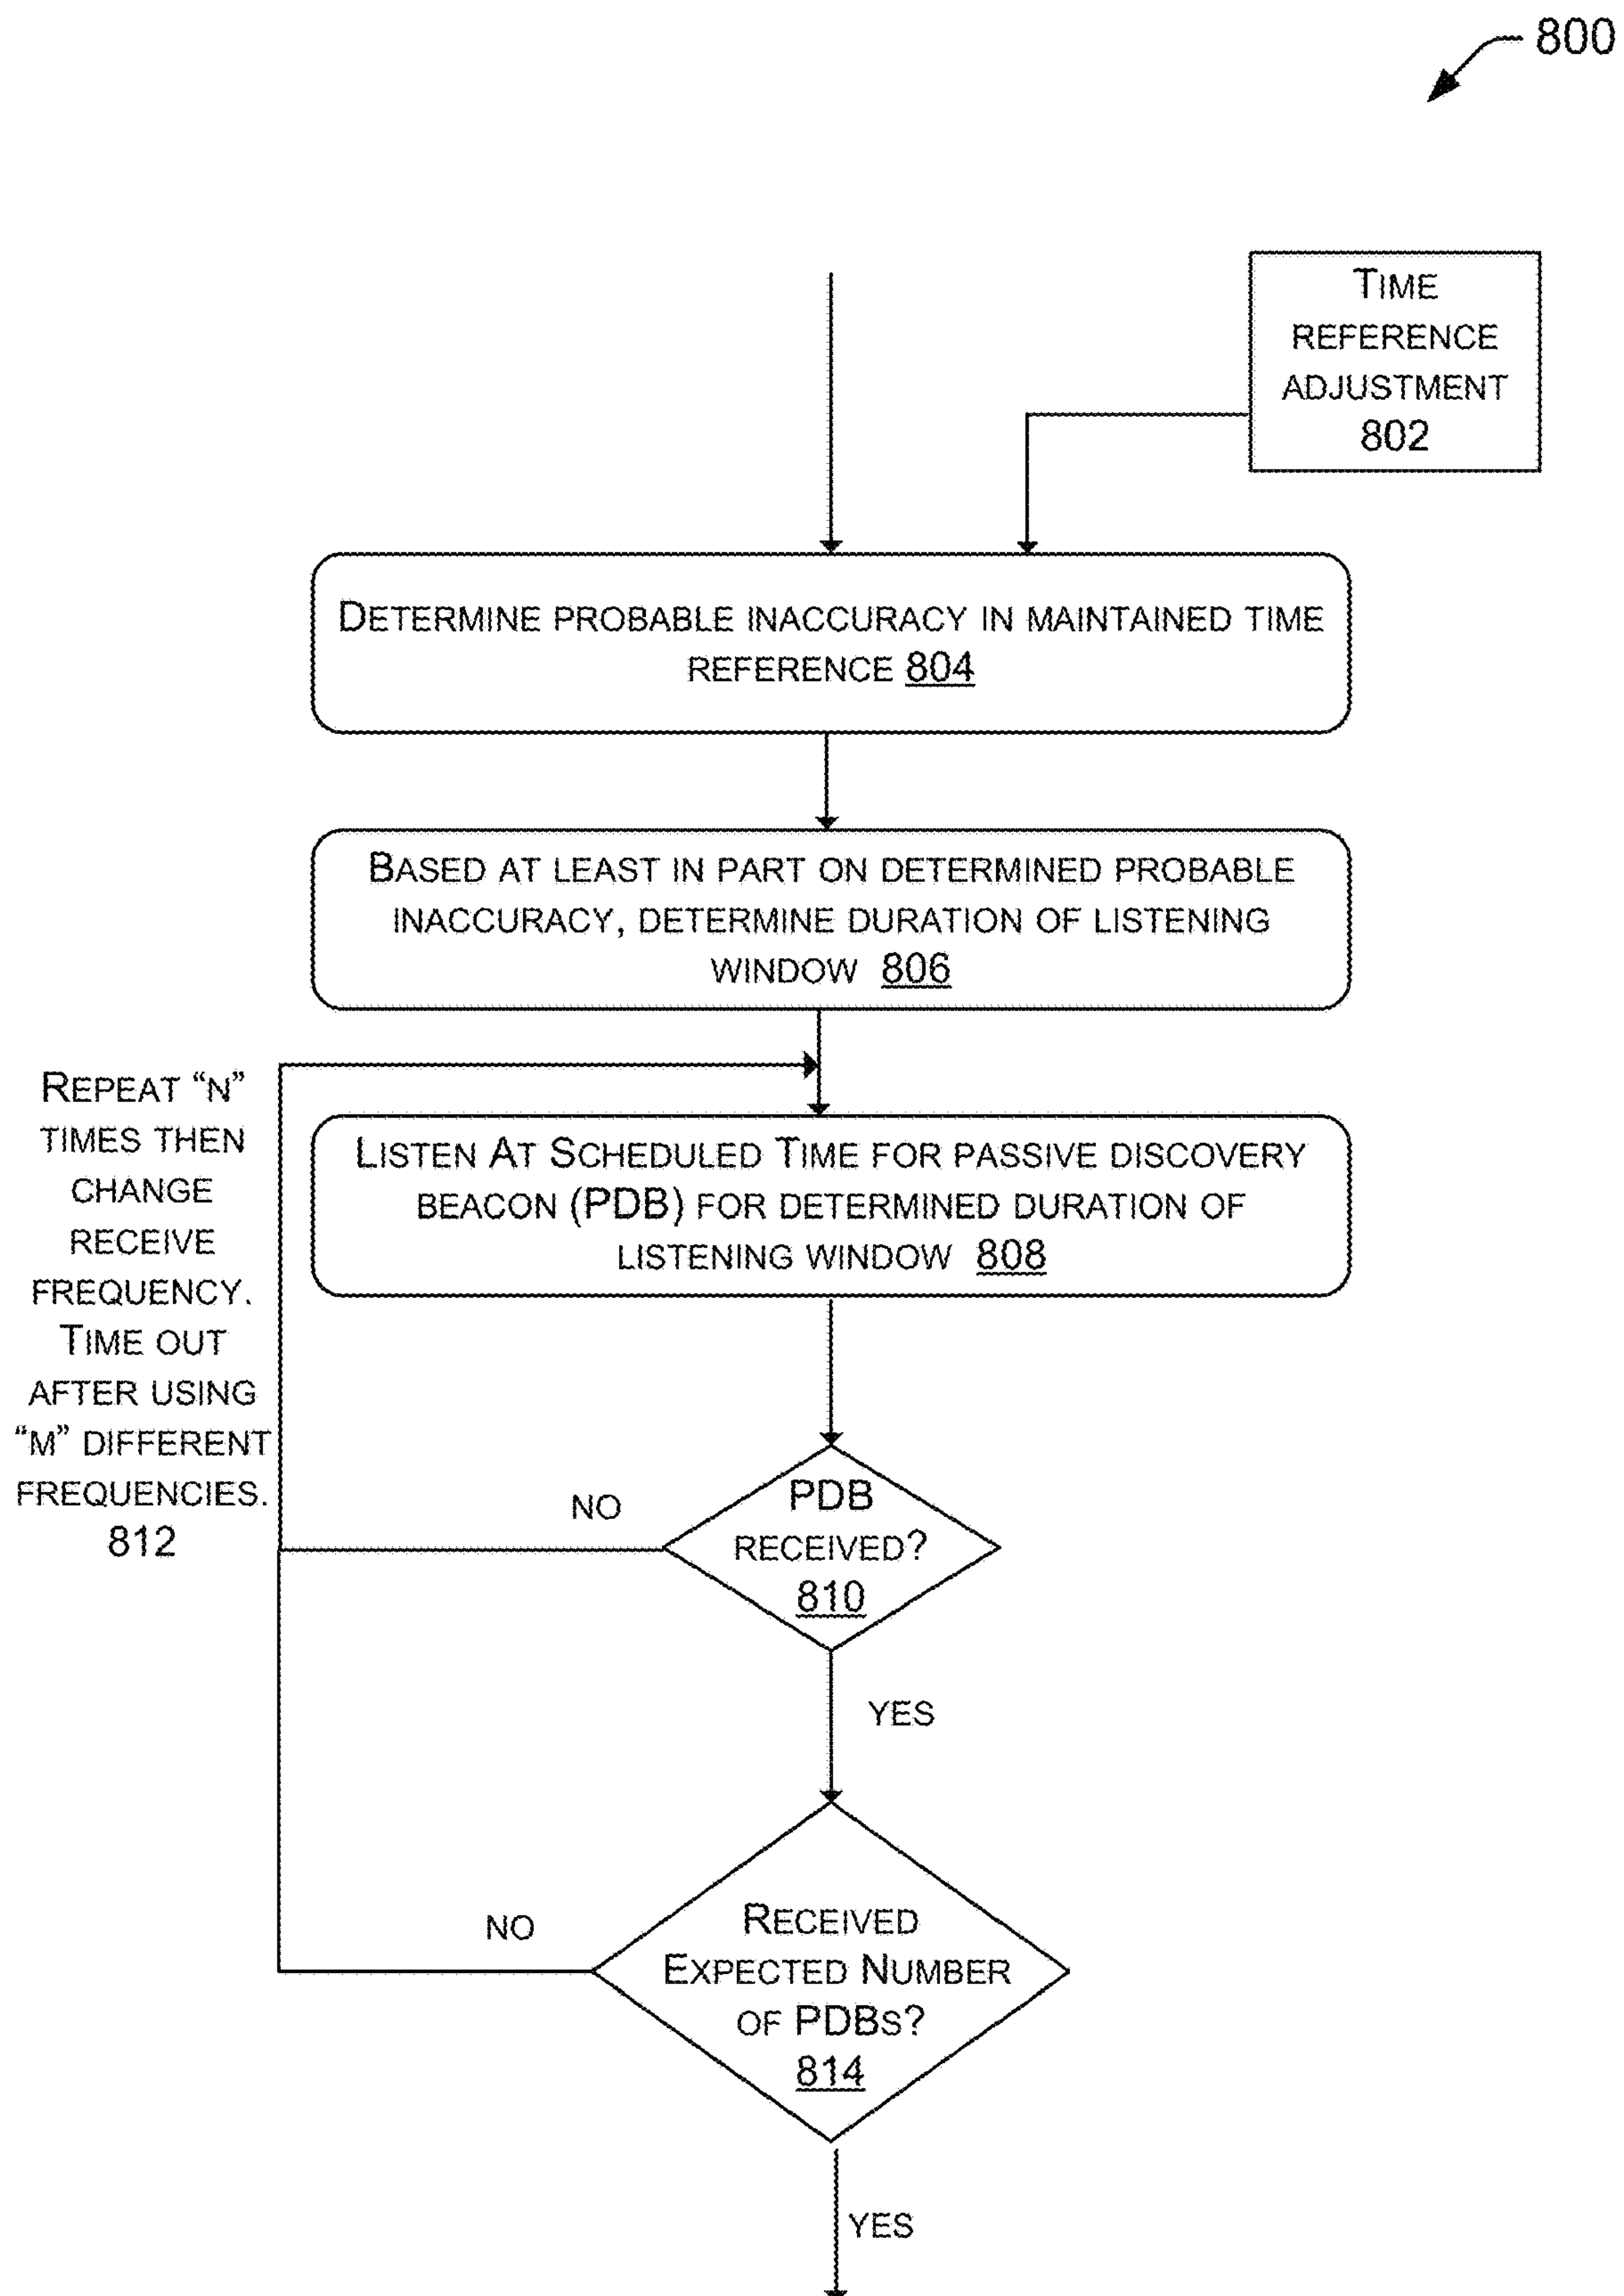 800
TIME
REFERENCE
ADJUSTMENT
802
DETERMINE PROBABLE INACCURACY IN MAINTAINED TIME
REFERENCE 804
BASED AT LEAST IN PART ON DETERMINED PROBABLE
INACCURACY, DETERMINE DURATION OF LISTENING
WINDOW 806
REPEAT “N”
TIMES THEN
CHANGE
RECEIVE
FREQUENCY.
TIME OUT
AFTER USING
“M” DIFFERENT
FREQUENCIES.
812
LISTEN AT SCHEDULED TIME FOR PASSIVE DISCOVERY
BEACON (PDB) FOR DETERMINED DURATION OF
LISTENING WINDOW 808
NO
PDB
RECEIVED?
810
YES
NO
RECEIVED
EXPECTED NUMBER
OF PDBS?
814
YES